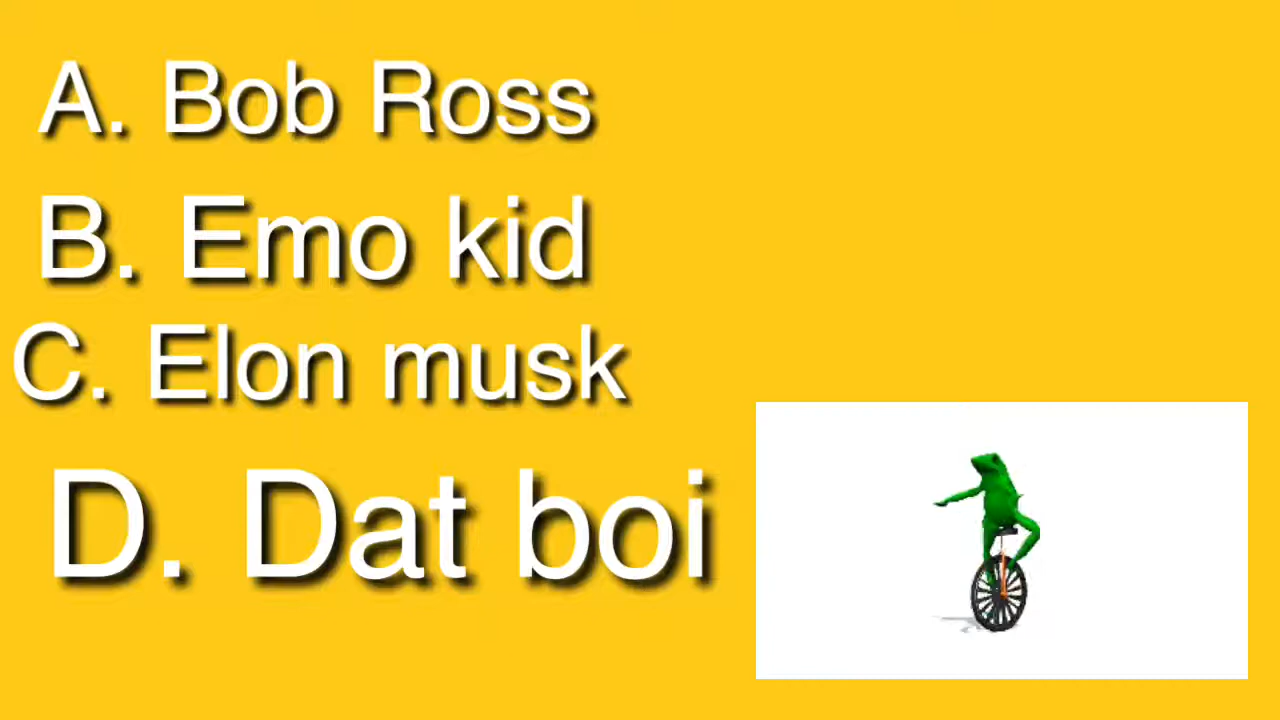 A. Bob Ross
B. Emo kid
C. Elon musk
D. Dat boi